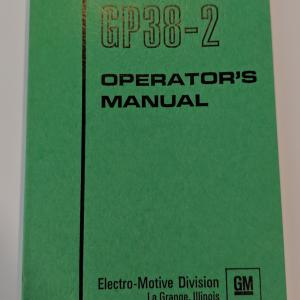 GP38-2
OPERATOR'S
MANUAL
Electro-Motive Division
La Grange, Illinois
GM